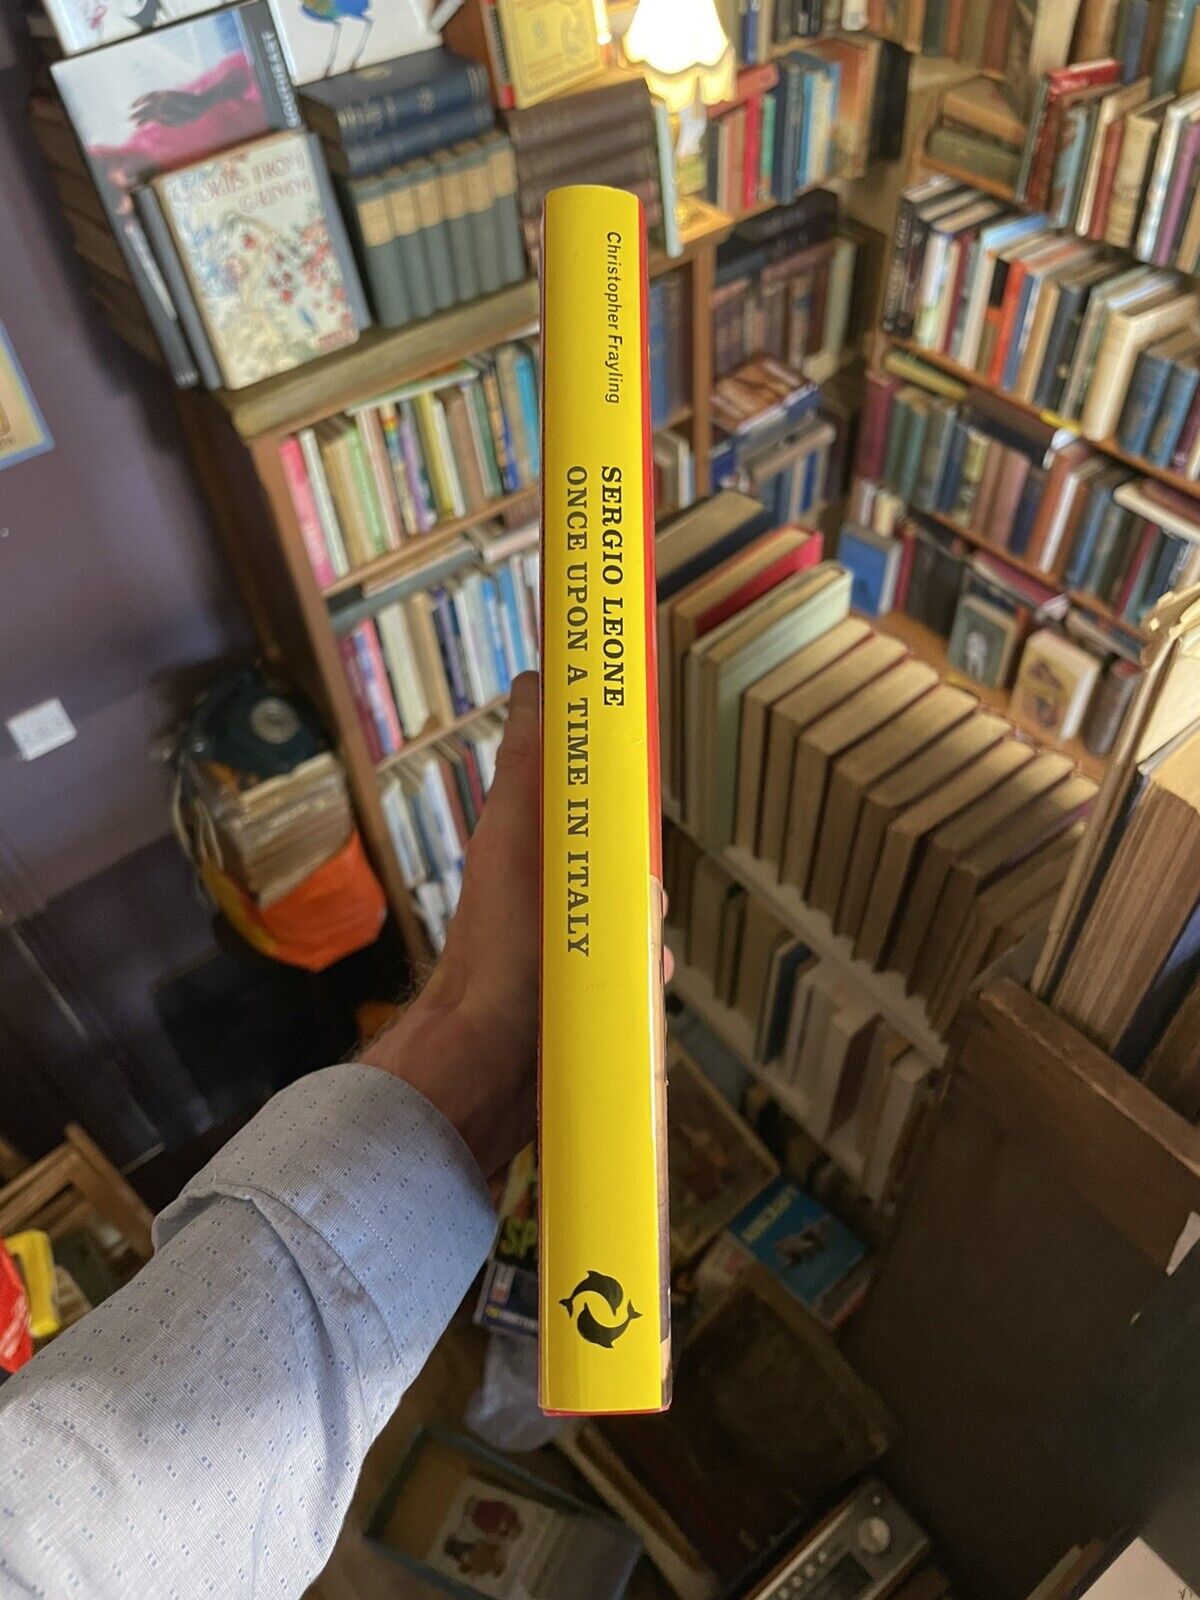 Christopher Frayling
SERGIO LEONE
ONCE UPON A TIME IN ITALY